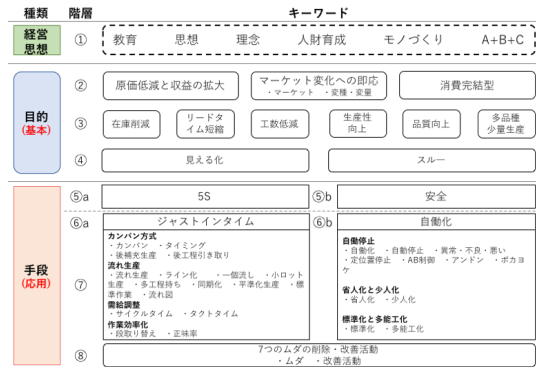 種類 階層 キーワード
経営
思想
① 教育 思想 理念 人財育成 モノづくり A+B+C
目的
(基本)
② 原価低減と収益の拡大 マーケット変化への即応 消費完結型
・マーケット ・変種・変量
③ 在庫削減 リードタ
イム短縮 工数低減 生産性
向上 品質向上 多品種
少量生産
④ 見える化 スルー
手段
(応用)
⑤a 5S ⑤b 安全
⑥a ジャストインタイム ⑥b 自働化
⑦
カンバン方式
・カンバン ・タイミング
・後補充生産 ・後工程引き取り
流れ生産
・流れ生産 ・ライン化 ・一個流し ・小ロット
生産 ・多工程持ち ・同期化 ・平準化生産 ・標
準作業 ・流れ図
需給調整
・サイクルタイム ・タクトタイム
作業効率化
・段取り替え ・正味率
自働停止
・自働化 ・自動停止 ・異常・不良・悪い
・定位置停止 ・AB制御 ・アンドン ・ポカヨ
ケ
省人化と少人化
・省人化 ・少人化
標準化と多能工化
・標準化 ・多能工化
⑧ 7つのムダの削除・改善活動
・ムダ ・改善活動